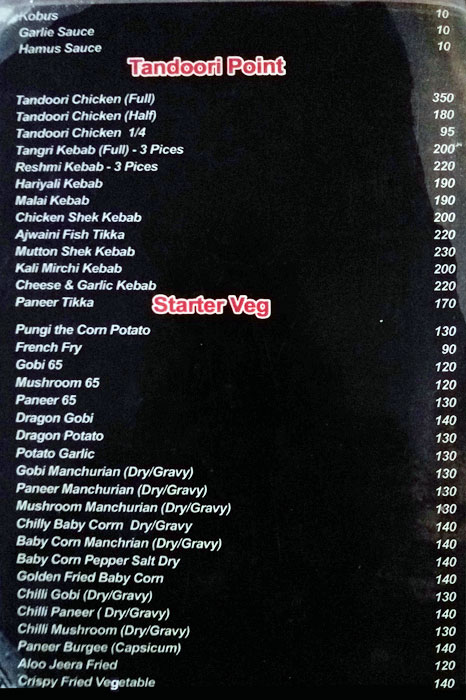 Kobus 10
Garlie Sauce 10
Hamus Sauce 10
Tandoori Point
Tandoori Chicken (Full) 350
Tandoori Chicken (Half) 180
Tandoori Chicken 1/4 95
Tangri Kebab (Full) - 3 Pices 200
Reshmi Kebab - 3 Pices 220
Hariyali Kebab 190
Malai Kebab 190
Chicken Shek Kebab 200
Ajwaini Fish Tikka 220
Mutton Shek Kebab 230
Kali Mirchi Kebab 200
Cheese & Garlic Kebab 220
Paneer Tikka 170
Starter Veg
Pungi the Corn Potato 130
French Fry 90
Gobi 65 120
Mushroom 65 120
Paneer 65 130
Dragon Gobi 140
Dragon Potato 130
Potato Garlic 130
Gobi Manchurian (Dry/Gravy) 130
Paneer Manchurian (Dry/Gravy) 130
Mushroom Manchurian (Dry/Gravy) 130
Chilly Baby Corrn Dry/Gravy 140
Baby Corn Manchrian (Dry/Gravy) 140
Baby Corn Pepper Salt Dry 140
Golden Fried Baby Corn 140
Chilli Gobi (Dry/Gravy) 130
Chilli Paneer ( Dry/Gravy) 140
Chilli Mushroom (Dry/Gravy) 130
Paneer Burgee (Capsicum) 140
Aloo Jeera Fried 120
Crispy Fried Vegetable 140